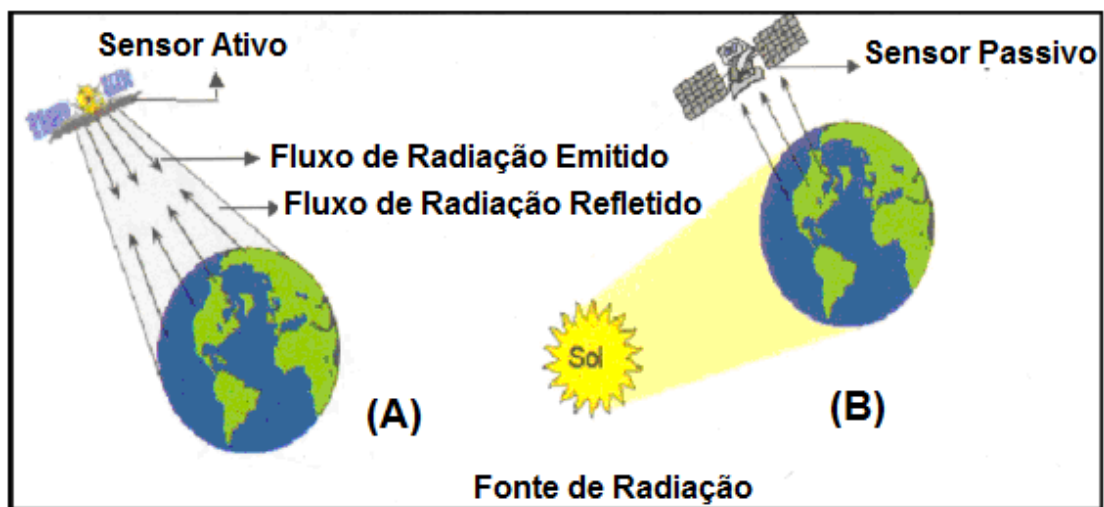 Sensor Ativo
Sensor Passivo
Fluxo de Radiação Emitido
Fluxo de Radiação Refletido
Sol
(A)
(B)
Fonte de Radiação